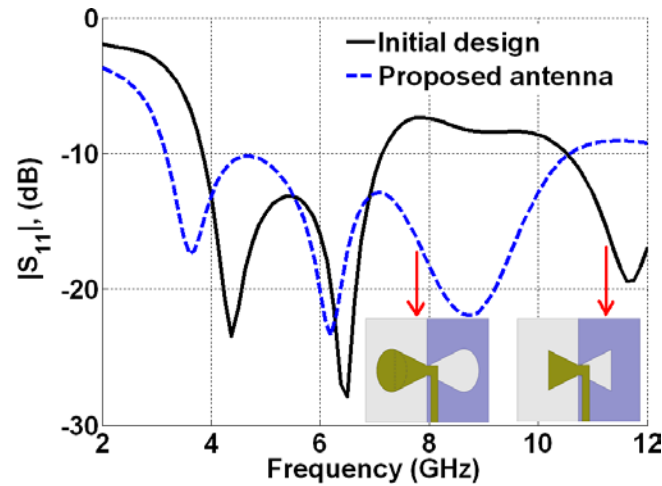 0
-10
-20
-30
|S11|, (dB)
Initial design
Proposed antenna
2
4
6
8
10
12
Frequency (GHz)